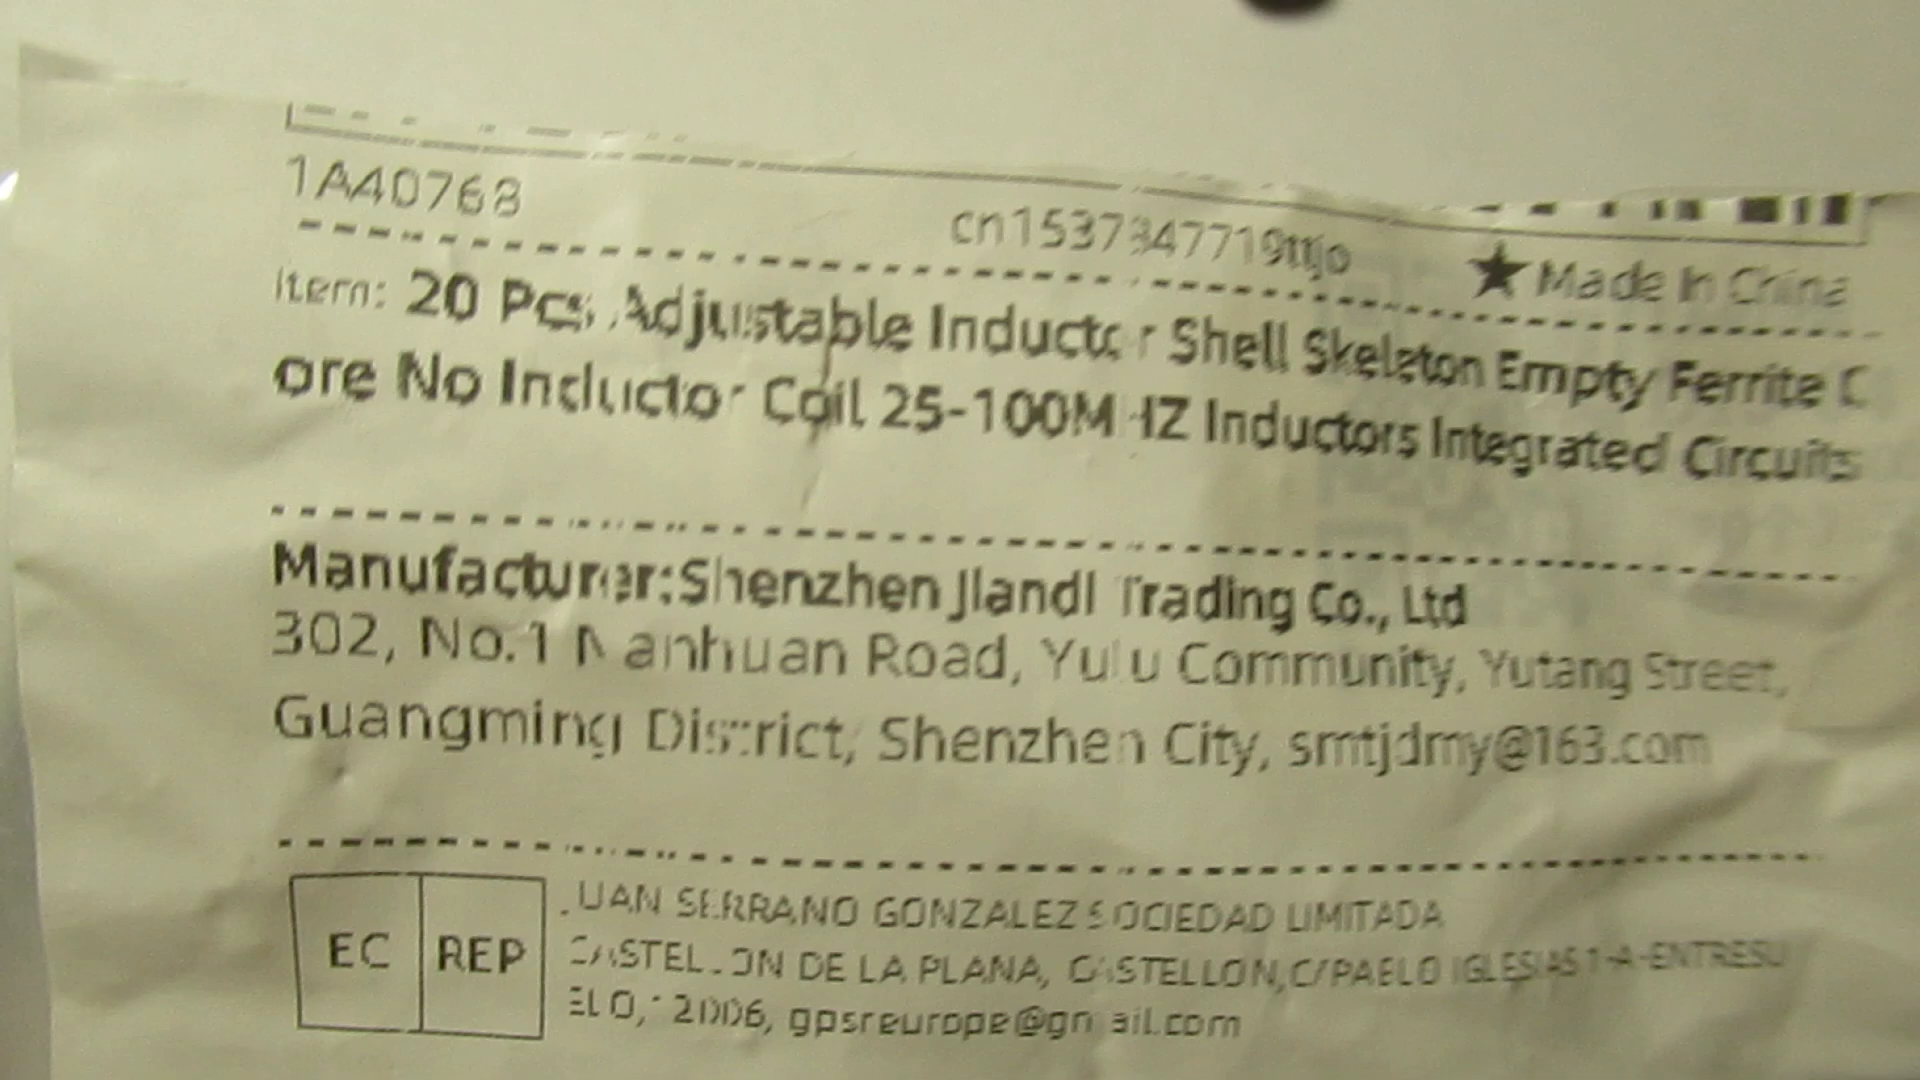 1A40768
cn1537847719ttjo
★ Made In China
Item: 20 Pcs Adjustable Inductor Shell Skeleton Empty Ferrite C
ore No Inductor Coil 25-100MHZ Inductors Integrated Circuits
Manufacturer:Shenzhen JIandI Trading Co., Ltd
302, No.1 Nanhuan Road, Yulu Community, Yutang Street,
Guangming District, Shenzhen City, smtjdmy@163.com
JUAN SERRANO GONZALEZ SOCIEDAD LIMITADA
EC REP
CASTELLON DE LA PLANA, CASTELLON,C/PABLO IGLESIAS 1-A-ENTRESU
ELO, 12006, gpsreurope@gmail.com